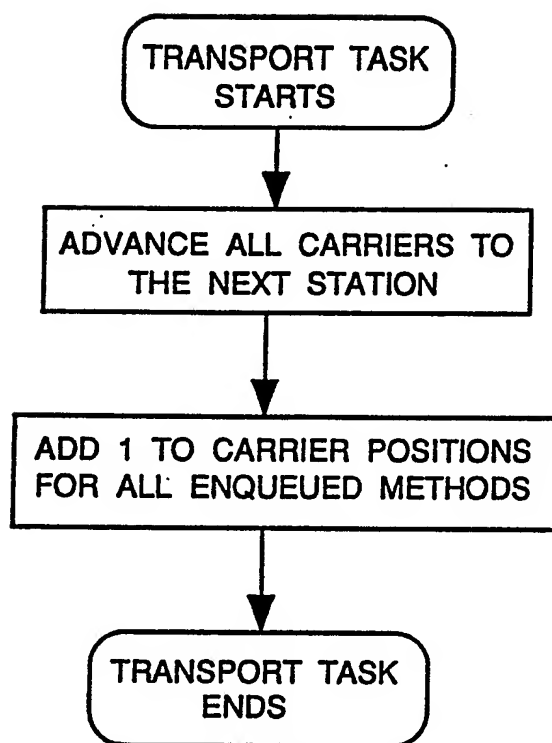 TRANSPORT TASK
STARTS
ADVANCE ALL CARRIERS TO
THE NEXT STATION
ADD 1 TO CARRIER POSITIONS
FOR ALL ENQUEUED METHODS
TRANSPORT TASK
ENDS